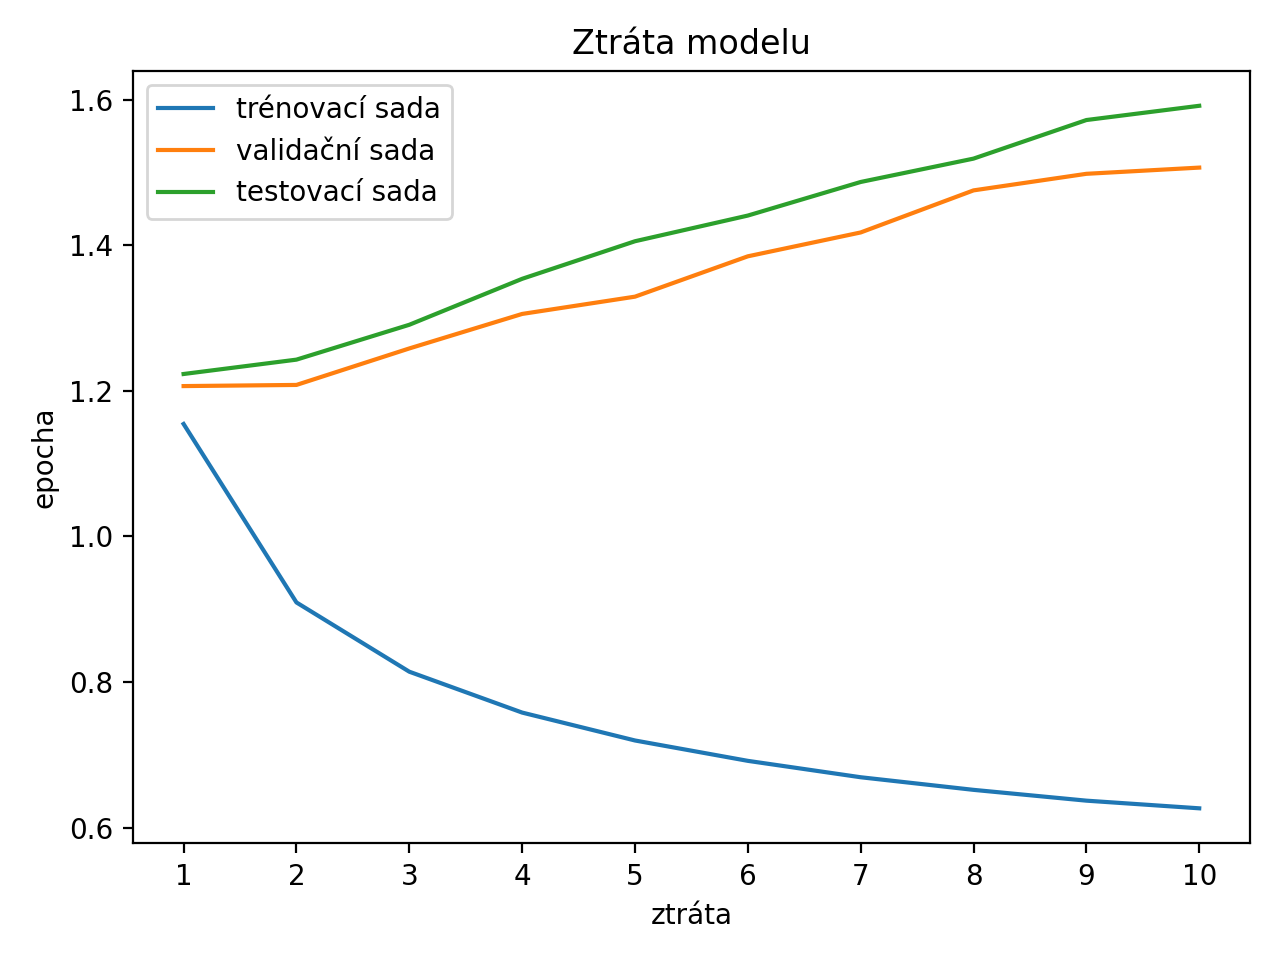 Ztráta modelu
trénovací sada
validační sada
testovací sada
1.6
1.4
1.2
1.0
0.8
0.6
epocha
1 2 3 4 5 6 7 8 9 10
ztráta